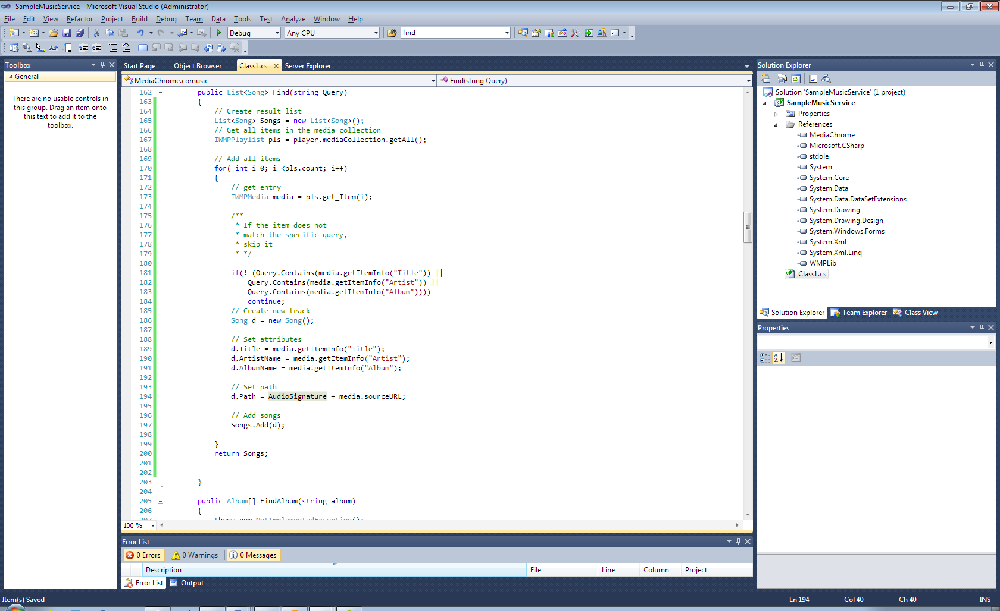 SampleMusicService - Microsoft Visual Studio (Administrator)
File Edit View Refactor Project Build Debug Team Data Tools Test Analyze Window Help
Debug Any CPU find
Toolbox
General
There are no usable controls in
this group. Drag an item onto
this text to add it to the
toolbox.
Start Page Object Browser Class1.cs Server Explorer
MediaChrome.comusic Find(string Query)
162 public List<Song> Find(string Query)
163 {
164 // Create result list
165 List<Song> Songs = new List<Song>();
166 // Get all items in the media collection
167 IWMPPlaylist pls = player.mediaCollection.getAll();
168
169 // Add all items
170 for( int i=0; i <pls.count; i++)
171 {
172 // get entry
173 IWMPMedia media = pls.get_Item(i);
174
175 /**
176 * If the item does not
177 * match the specific query,
178 * skip it
179 * */
180
181 if(! (Query.Contains(media.getItemInfo("Title")) ||
182 Query.Contains(media.getItemInfo("Artist")) ||
183 Query.Contains(media.getItemInfo("Album"))))
184 continue;
185 // Create new track
186 Song d = new Song();
187
188 // Set attributes
189 d.Title = media.getItemInfo("Title");
190 d.ArtistName = media.getItemInfo("Artist");
191 d.AlbumName = media.getItemInfo("Album");
192
193 // Set path
194 d.Path = AudioSignature + media.sourceURL;
195
196 // Add songs
197 Songs.Add(d);
198
199 }
200 return Songs;
201
202
203 }
204
205 public Album[] FindAlbum(string album)
206 {
207 throw new NotImplementedException();
100 %
Error List
0 Errors 0 Warnings 0 Messages
Description File Line Column Project
Error List Output
Solution Explorer
Solution 'SampleMusicService' (1 project)
SampleMusicService
Properties
References
MediaChrome
Microsoft.CSharp
stdole
System
System.Core
System.Data
System.Data.DataSetExtensions
System.Drawing
System.Drawing.Design
System.Windows.Forms
System.Xml
System.Xml.Linq
WMPLib
Class1.cs
Solution Explorer Team Explorer Class View
Properties
Item(s) Saved Ln 194 Col 40 Ch 40 INS